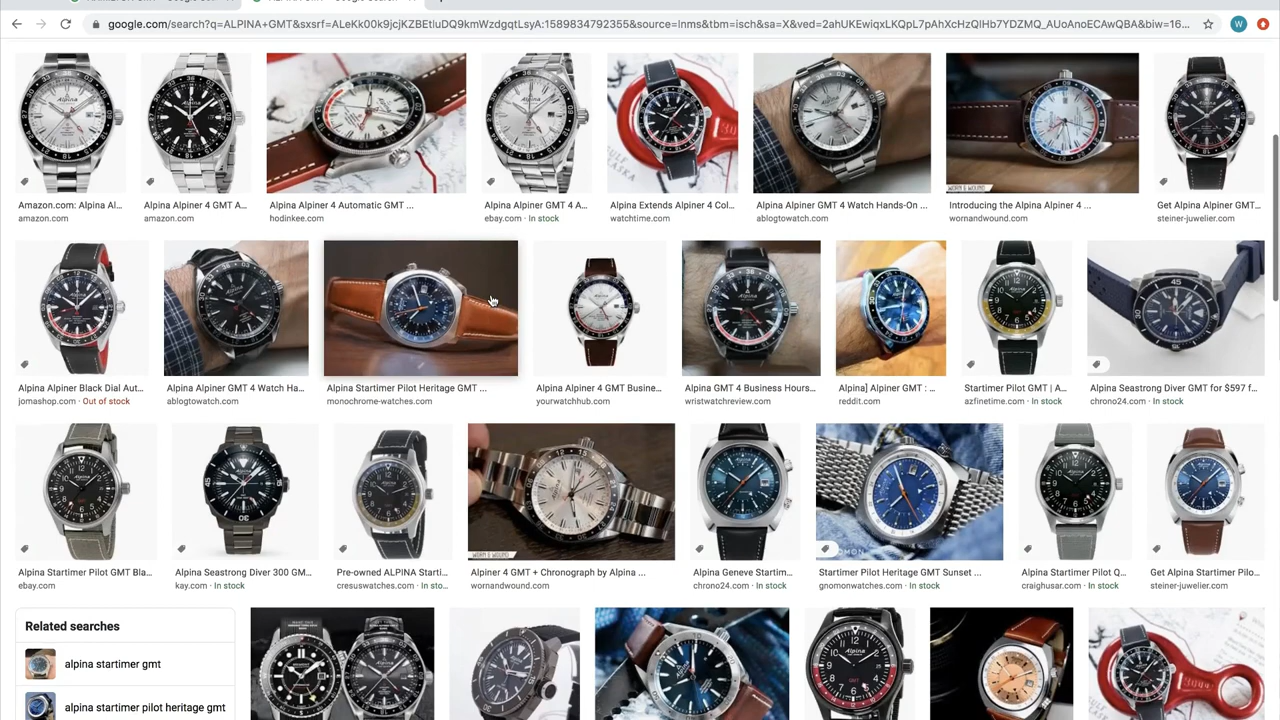 google.com/search?q=ALPINA+GMT&sxsrf=ALeKk00k9jcjKZBEtluDQ9kmWzdgqtLsyA:1589834792355&source=lnms&tbm=isch&sa=X&ved=2ahUKEwiqxLKQpL7pAhXcHzQIHb7YDZMQ_AUoAnoECAwQBA&biw=16...
W
Amazon.com: Alpina Al...
amazon.com
Alpina Alpiner 4 GMT A...
amazon.com
Alpina Alpiner 4 Automatic GMT ...
hodinkee.com
Alpina Alpiner GMT 4 A...
ebay.com · In stock
Alpina Extends Alpiner 4 Col...
watchtime.com
Alpina Alpiner GMT 4 Watch Hands-On ...
ablogtowatch.com
WORN & WOUND
Introducing the Alpina Alpiner 4 ...
wornandwound.com
Get Alpina Alpiner GMT...
steiner-juwelier.com
Alpina Alpiner Black Dial Aut...
jomashop.com · Out of stock
Alpina Alpiner GMT 4 Watch Ha...
ablogtowatch.com
Alpina Startimer Pilot Heritage GMT ...
monochrome-watches.com
Alpina Alpiner 4 GMT Busine...
yourwatchhub.com
Alpina GMT 4 Business Hours...
wristwatchreview.com
Alpina] Alpiner GMT : ...
reddit.com
Startimer Pilot GMT | A...
azfinetime.com · In stock
Alpina Seastrong Diver GMT for $597 f...
chrono24.com · In stock
Alpina Startimer Pilot GMT Bla...
ebay.com
Alpina Seastrong Diver 300 GM...
kay.com · In stock
Pre-owned ALPINA Starti...
cresuswatches.com · In sto...
WORN & WOUND
Alpiner 4 GMT + Chronograph by Alpina ...
wornandwound.com
Alpina Geneve Startim...
chrono24.com · In stock
Startimer Pilot Heritage GMT Sunset ...
gnomonwatches.com · In stock
Alpina Startimer Pilot Q...
craighusar.com · In stock
Get Alpina Startimer Pilo...
steiner-juwelier.com
Related searches
alpina startimer gmt
alpina startimer pilot heritage gmt